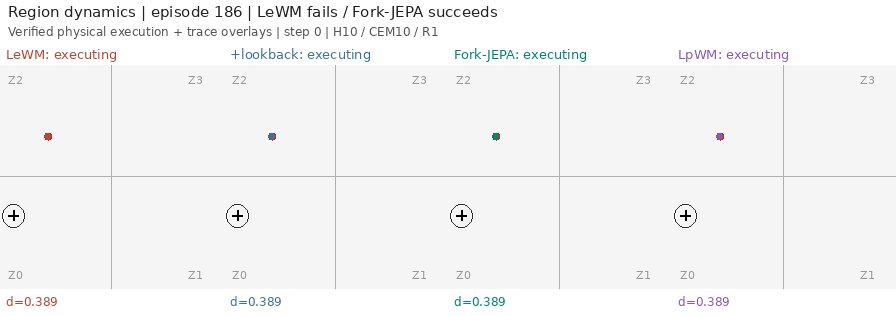 Region dynamics | episode 186 | LeWM fails / Fork-JEPA succeeds
Verified physical execution + trace overlays | step 0 | H10 / CEM10 / R1
LeWM: executing +lookback: executing Fork-JEPA: executing LpWM: executing
Z2 Z3 Z2 Z3 Z2 Z3 Z2 Z3
Z0 Z1 Z0 Z1 Z0 Z1 Z0 Z1
d=0.389 d=0.389 d=0.389 d=0.389